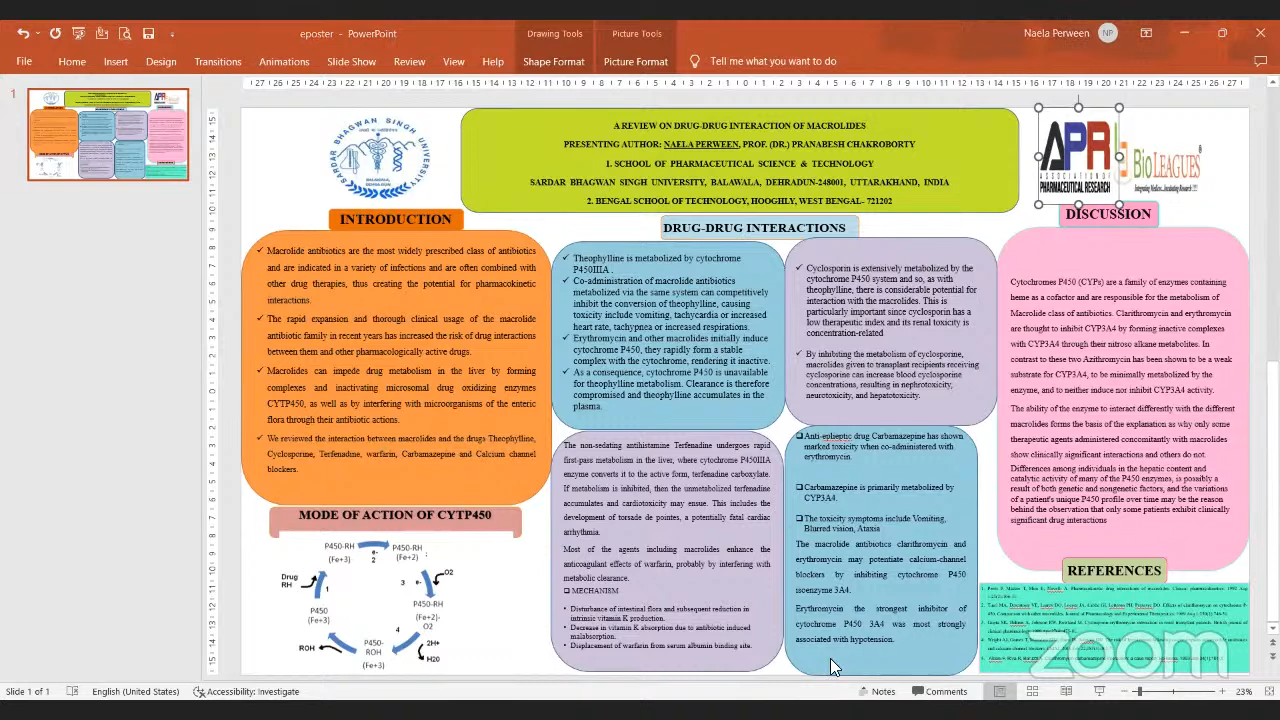 eposter - PowerPoint
Drawing Tools
Picture Tools
Naela Perween
NP
File
Home
Insert
Design
Transitions
Animations
Slide Show
Review
View
Help
Shape Format
Picture Format
Tell me what you want to do
1
SARDAR BHAGWAN SINGH UNIVERSITY
A REVIEW ON DRUG-DRUG INTERACTION OF MACROLIDES
PRESENTING AUTHOR: NAELA PERWEEN, PROF. (DR.) PRANABESH CHAKROBORTY
1. SCHOOL OF PHARMACEUTICAL SCIENCE & TECHNOLOGY
SARDAR BHAGWAN SINGH UNIVERSITY, BALAWALA, DEHRADUN-248001, UTTARAKHAND, INDIA
2. BENGAL SCHOOL OF TECHNOLOGY, HOOGHLY, WEST BENGAL- 721202
APR
ASSOCIATION OF
PHARMACEUTICAL RESEARCH
BIOLEAGUES
INTRODUCTION
✓ Macrolide antibiotics are the most widely prescribed class of antibiotics
and are indicated in a variety of infections and are often combined with
other drug therapies, thus creating the potential for pharmacokinetic
interactions.
✓ The rapid expansion and thorough clinical usage of the macrolide
antibiotic family in recent years has increased the risk of drug interactions
between them and other pharmacologically active drugs.
✓ Macrolides can impede drug metabolism in the liver by forming
complexes and inactivating microsomal drug oxidizing enzymes
CYTP450, as well as by interfering with microorganisms of the enteric
flora through their antibiotic actions.
✓ We reviewed the interaction between macrolides and the drugs Theophylline,
Cyclosporine, Terfenadine, warfarin, Carbamazepine and Calcium channel
blockers.
MODE OF ACTION OF CYTP450
P450-RH
(Fe+3)
e-
2
P450-RH
(Fe+2)
Drug
RH
1
3
O2
P450
(Fe+3)
P450-RH
(Fe+2)-
O2
4
ROH
P450-
ROH
(Fe+3)
2H+
H20
DRUG-DRUG INTERACTIONS
✓ Theophylline is metabolized by cytochrome
P450IIIA .
✓ Co-administration of macrolide antibiotics
metabolized via the same system can competitively
inhibit the conversion of theophylline, causing
toxicity include vomiting, tachycardia or increased
heart rate, tachypnea or increased respirations.
✓ Erythromycin and other macrolides initially induce
cytochrome P450, they rapidly form a stable
complex with the cytochrome, rendering it inactive.
✓ As a consequence, cytochrome P450 is unavailable
for theophylline metabolism. Clearance is therefore
compromised and theophylline accumulates in the
plasma.
✓ Cyclosporin is extensively metabolized by the
cytochrome P450 system and so, as with
theophylline, there is considerable potential for
interaction with the macrolides. This is
particularly important since cyclosporin has a
low therapeutic index and its renal toxicity is
concentration-related
✓ By inhibiting the metabolism of cyclosporine,
macrolides given to transplant recipients receiving
cyclosporine can increase blood cyclosporine
concentrations, resulting in nephrotoxicity,
neurotoxicity, and hepatotoxicity.
The non-sedating antihistamine Terfenadine undergoes rapid
first-pass metabolism in the liver, where cytochrome P450IIIA
enzyme converts it to the active form, terfenadine carboxylate.
If metabolism is inhibited, then the unmetabolized terfenadine
accumulates and cardiotoxicity may ensue. This includes the
development of torsade de pointes, a potentially fatal cardiac
arrhythmia.
Most of the agents including macrolides enhance the
anticoagulant effects of warfarin, probably by interfering with
metabolic clearance.
❑ MECHANISM
• Disturbance of intestinal flora and subsequent reduction in
intrinsic vitamin K production.
• Decrease in vitamin K absorption due to antibiotic induced
malabsorption.
• Displacement of warfarin from serum albumin binding site.
❑ Anti-epileptic drug Carbamazepine has shown
marked toxicity when co-administered with
erythromycin.
❑ Carbamazepine is primarily metabolized by
CYP3A4.
❑ The toxicity symptoms include Vomiting,
Blurred vision, Ataxia
The macrolide antibiotics clarithromycin and
erythromycin may potentiate calcium-channel
blockers by inhibiting cytochrome P450
isoenzyme 3A4.
Erythromycin the strongest inhibitor of
cytochrome P450 3A4 was most strongly
associated with hypotension.
DISCUSSION
Cytochromes P450 (CYPs) are a family of enzymes containing
heme as a cofactor and are responsible for the metabolism of
Macrolide class of antibiotics. Clarithromycin and erythromycin
are thought to inhibit CYP3A4 by forming inactive complexes
with CYP3A4 through their nitroso alkane metabolites. In
contrast to these two Azithromycin has been shown to be a weak
substrate for CYP3A4, to be minimally metabolized by the
enzyme, and to neither induce nor inhibit CYP3A4 activity.
The ability of the enzyme to interact differently with the different
macrolides forms the basis of the explanation as why only some
therapeutic agents administered concomitantly with macrolides
show clinically significant interactions and others do not.
Differences among individuals in the hepatic content and
catalytic activity of many of the P450 enzymes, is possibly a
result of both genetic and nongenetic factors, and the variations
of a patient's unique P450 profile over time may be the reason
behind the observation that only some patients exhibit clinically
significant drug interactions
REFERENCES
zoom
Slide 1 of 1
English (United States)
Accessibility: Investigate
Notes
Comments
23%